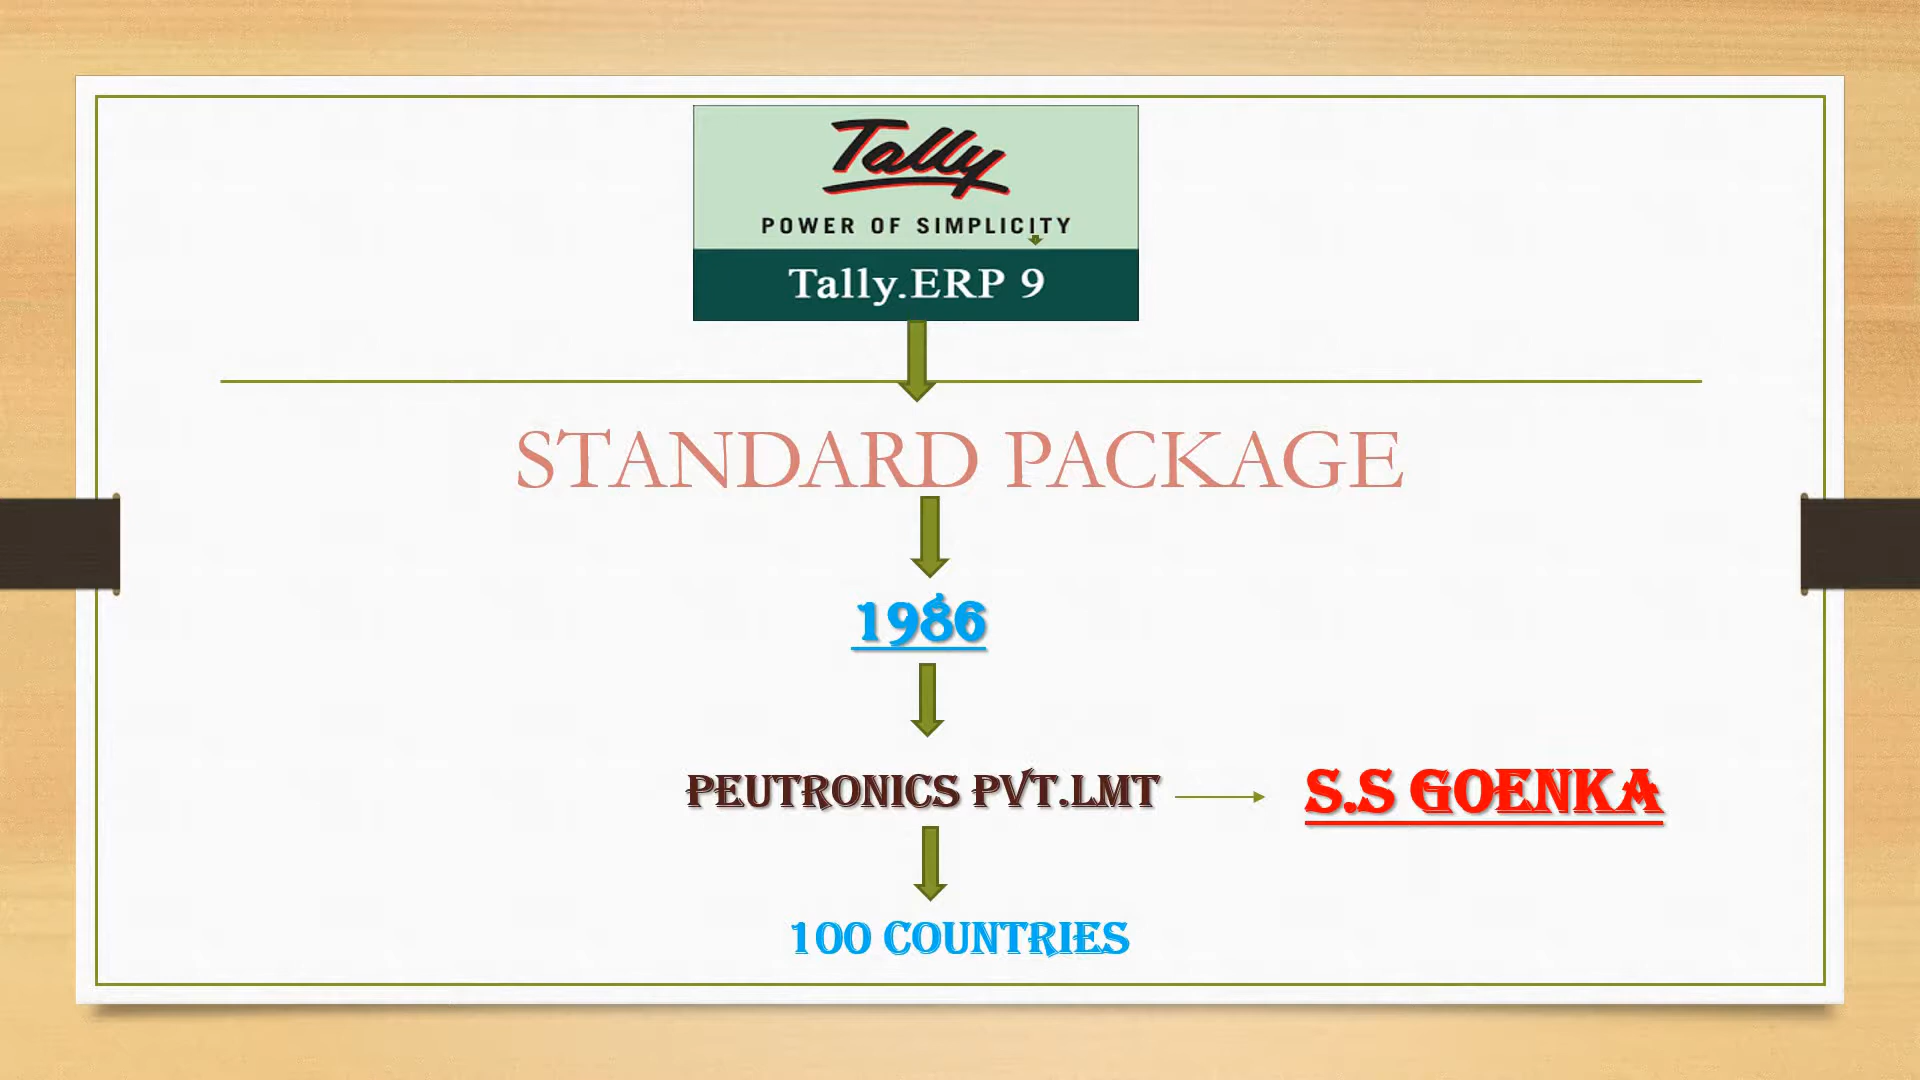 Tally
POWER OF SIMPLICITY
Tally.ERP 9
STANDARD PACKAGE
1986
PEUTRONICS PVT.LMT
S.S GOENKA
100 COUNTRIES